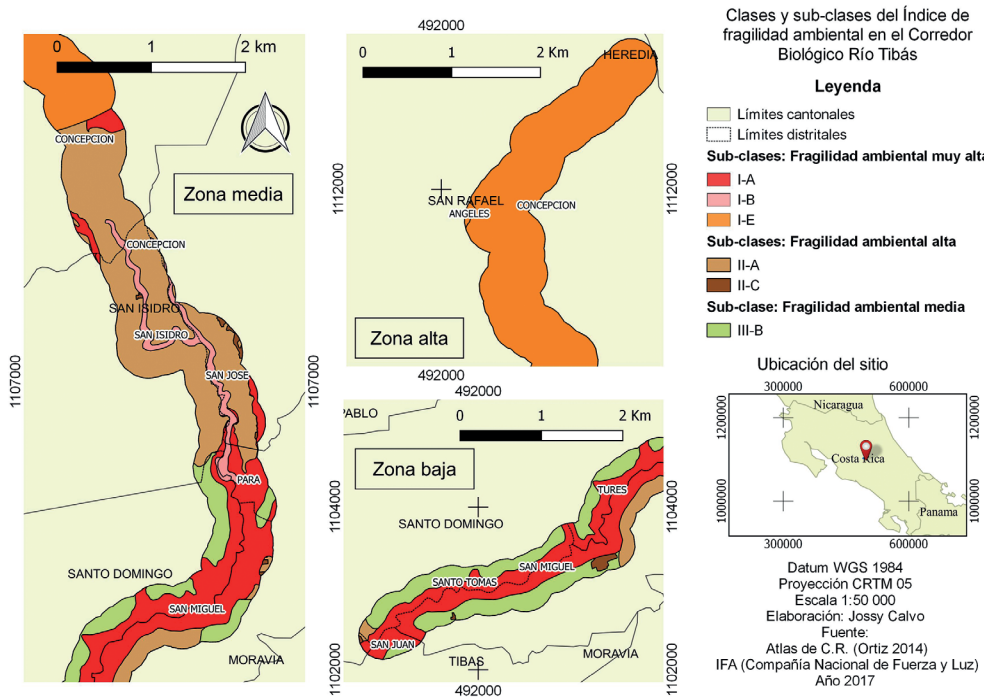 0 1 2 Km
CONCEPCION
Zona media
CONCEPCION
SAN ISIDRO
SAN ISIDRO
SAN JOSE
PARA
SANTO DOMINGO
SAN MIGUEL
MORAVIA
1107000
1107000
492000
0 1 2 Km
HEREDIA
1112000
1112000
SAN RAFAEL
ANGELES
CONCEPCION
Zona alta
492000
492000
PABLO
0 1 2 Km
Zona baja
TURES
1104000
1104000
SANTO DOMINGO
SAN MIGUEL
SANTO TOMAS
SAN JUAN
TIBAS
MORAVIA
1102000
1102000
492000
Clases y sub-clases del Índice de
fragilidad ambiental en el Corredor
Biológico Río Tibás
Leyenda
Límites cantonales
Límites distritales
Sub-clases: Fragilidad ambiental muy alta
I-A
I-B
I-E
Sub-clases: Fragilidad ambiental alta
II-A
II-C
Sub-clase: Fragilidad ambiental media
III-B
Ubicación del sitio
300000 600000
1200000
1200000
Nicaragua
Costa Rica
Panama
1000000
1000000
300000 600000
Datum WGS 1984
Proyección CRTM 05
Escala 1:50 000
Elaboración: Jossy Calvo
Fuente:
Atlas de C.R. (Ortiz 2014)
IFA (Compañía Nacional de Fuerza y Luz)
Año 2017